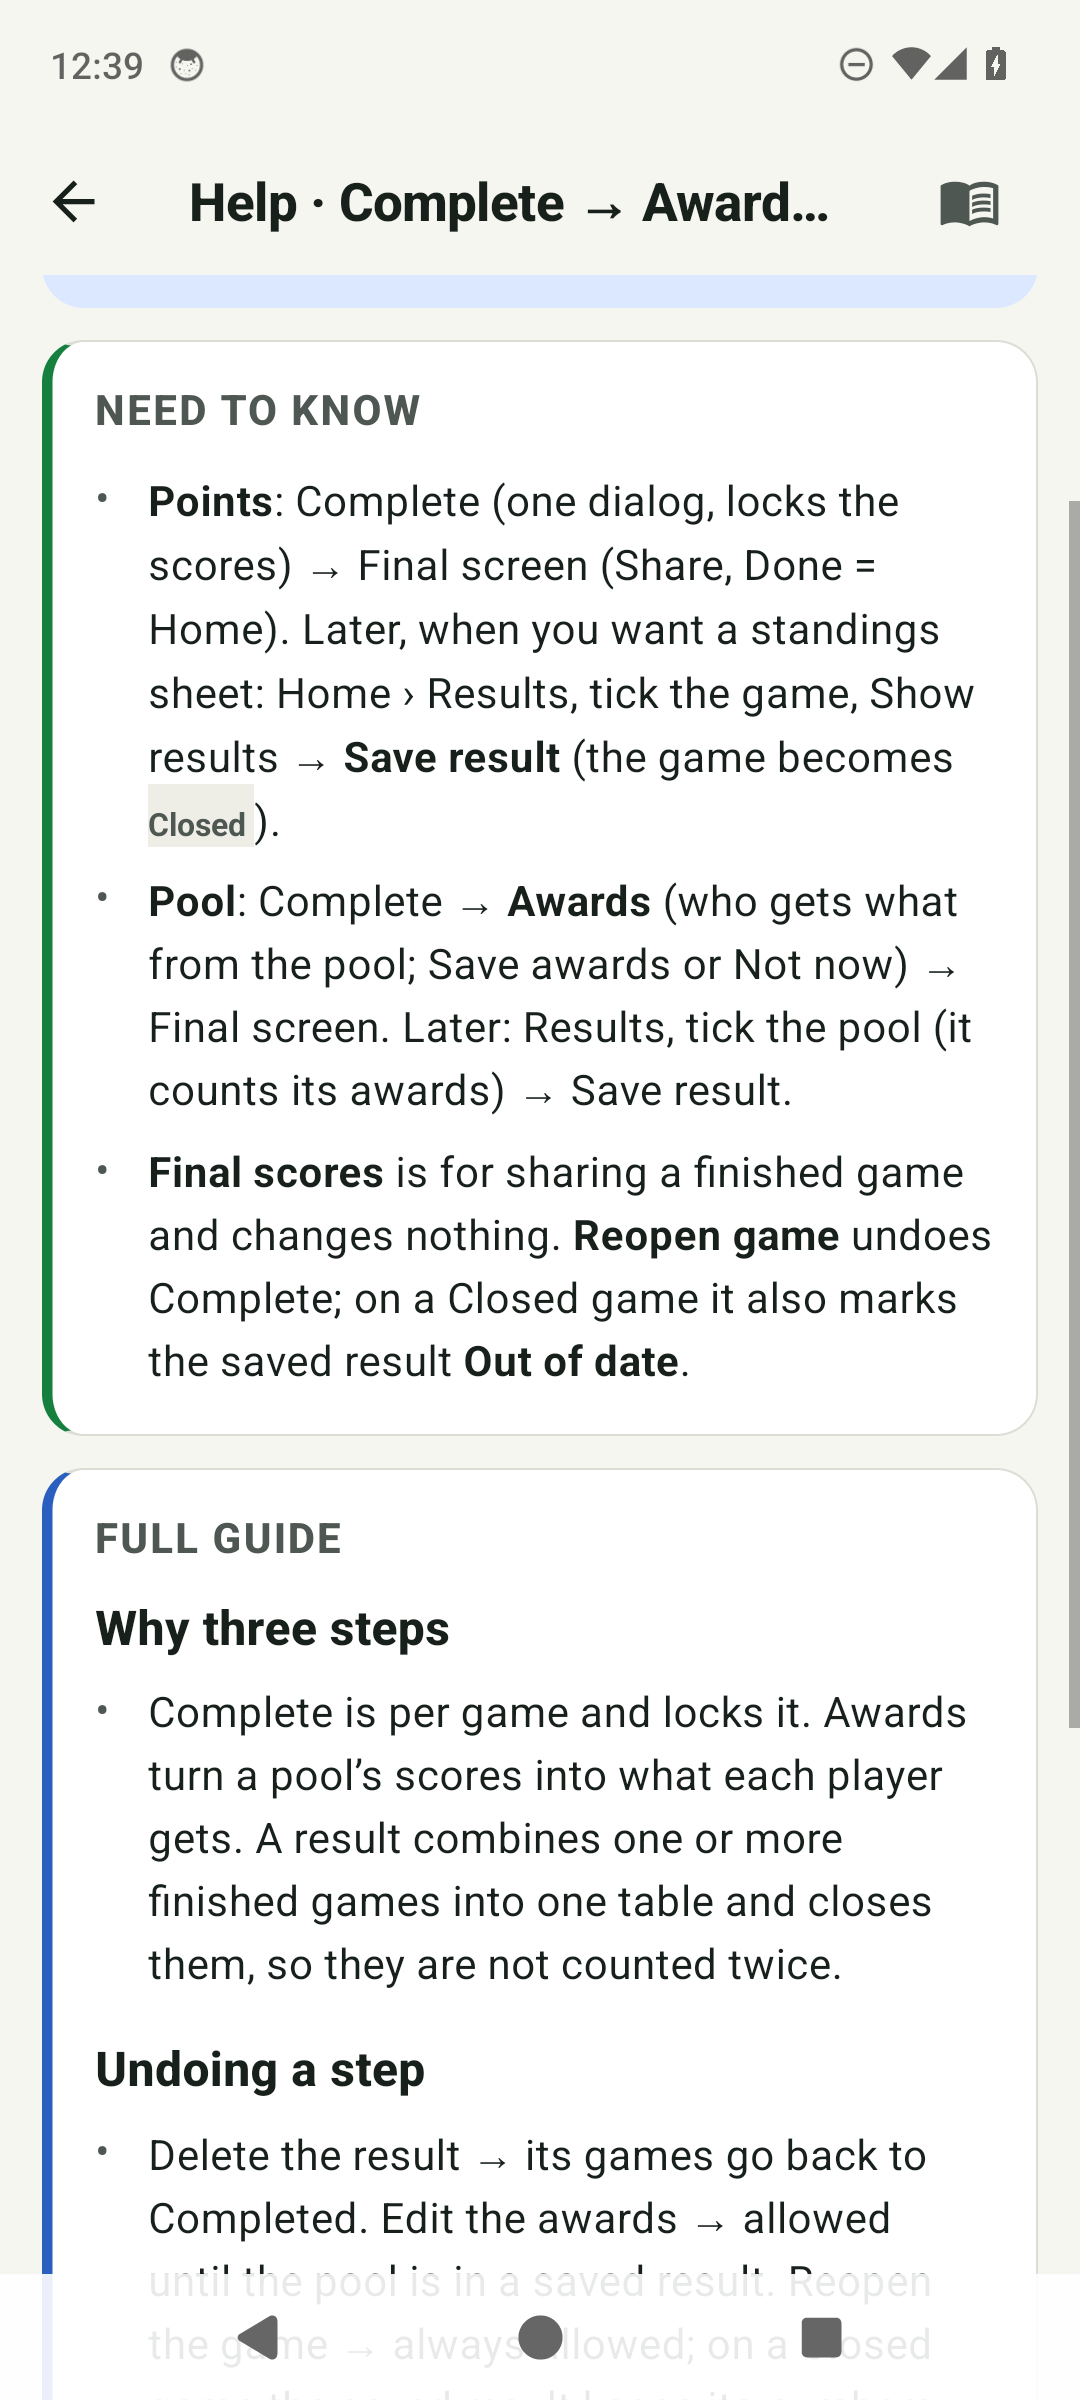 12:39
Help · Complete → Award...
NEED TO KNOW
• Points: Complete (one dialog, locks the
scores) → Final screen (Share, Done =
Home). Later, when you want a standings
sheet: Home › Results, tick the game, Show
results → Save result (the game becomes
Closed ).
• Pool: Complete → Awards (who gets what
from the pool; Save awards or Not now) →
Final screen. Later: Results, tick the pool (it
counts its awards) → Save result.
• Final scores is for sharing a finished game
and changes nothing. Reopen game undoes
Complete; on a Closed game it also marks
the saved result Out of date.
FULL GUIDE
Why three steps
• Complete is per game and locks it. Awards
turn a pool’s scores into what each player
gets. A result combines one or more
finished games into one table and closes
them, so they are not counted twice.
Undoing a step
• Delete the result → its games go back to
Completed. Edit the awards → allowed
until the pool is in a saved result. Reopen
the game → always allowed; on a Closed